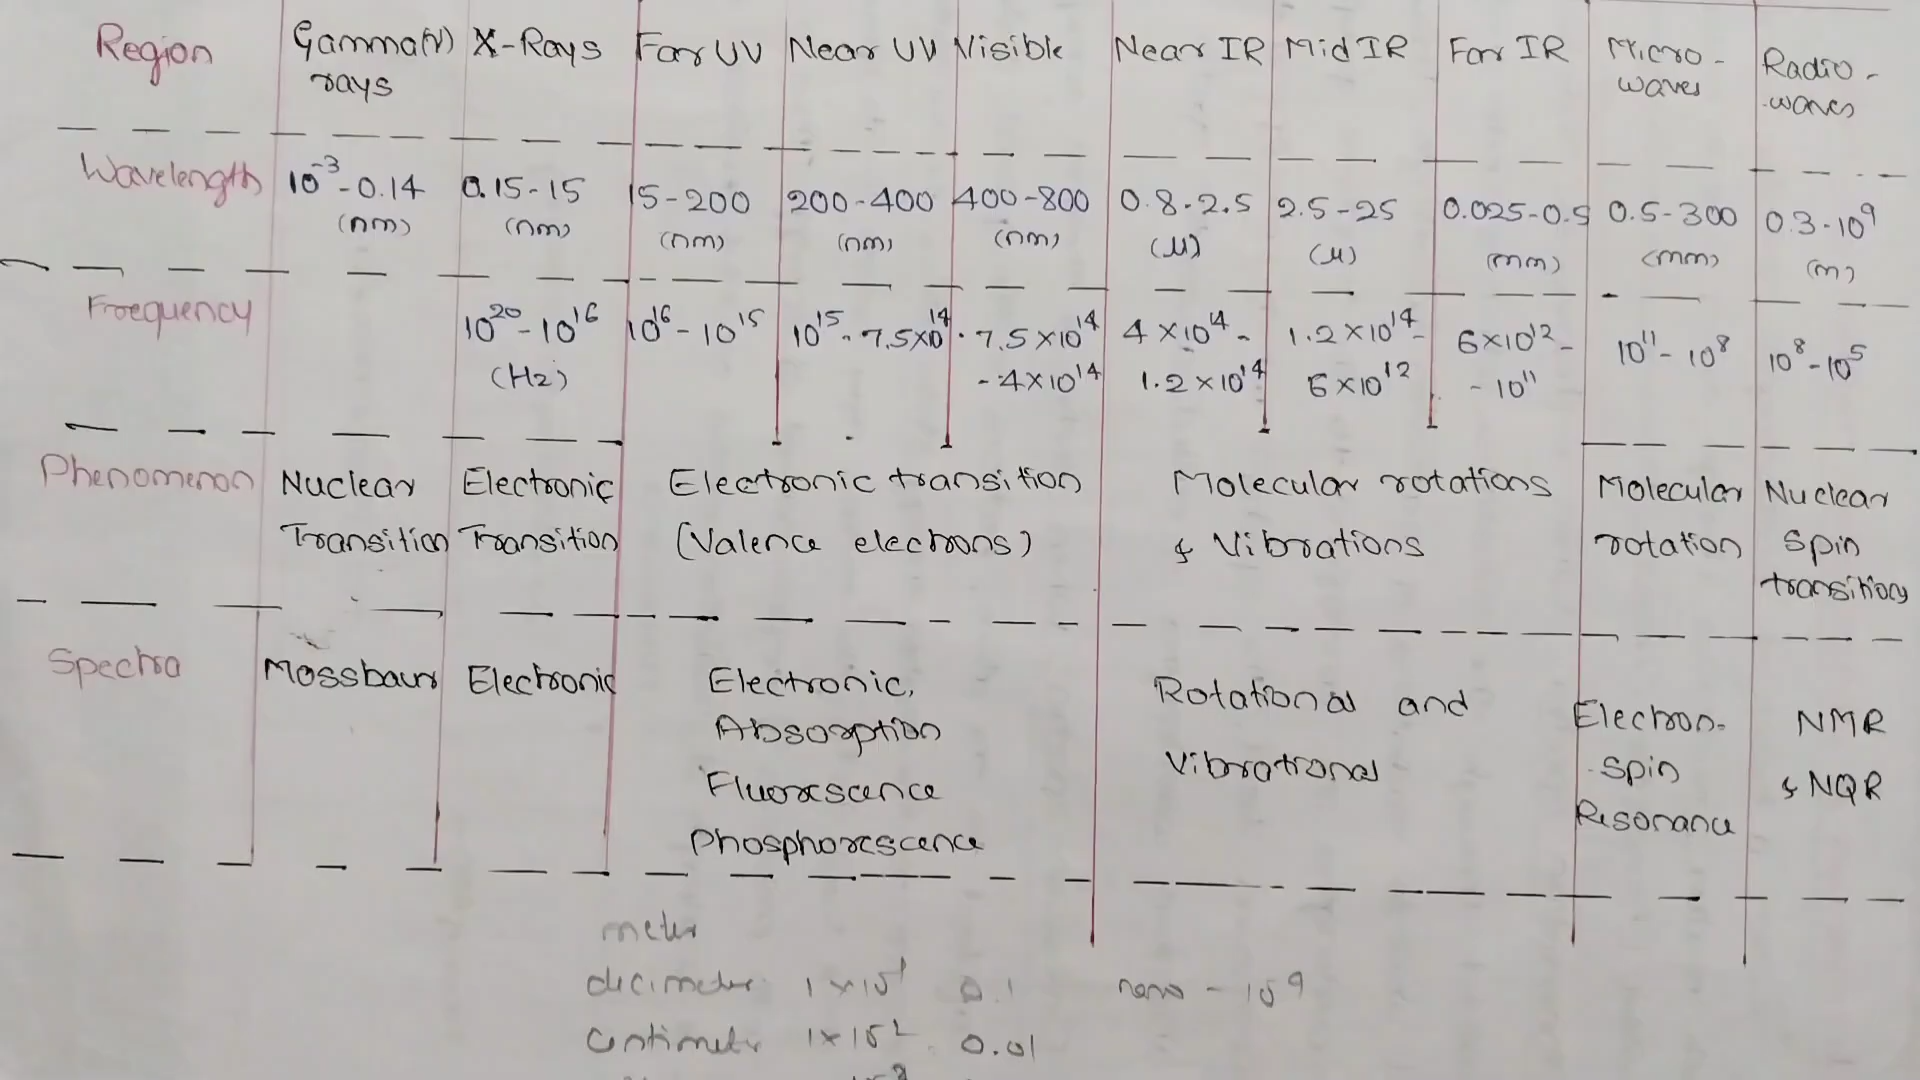 Region Gamma(γ) rays X-Rays Far UV Near UV Visible Near IR Mid IR Far IR Micro-waves Radio-waves
Wavelength 10⁻³-0.14 (nm) 0.15-15 (nm) 15-200 (nm) 200-400 (nm) 400-800 (nm) 0.8-2.5 (μ) 2.5-25 (μ) 0.025-0.5 (mm) 0.5-300 (mm) 0.3-10⁹ (m)
Frequency 10²⁰-10¹⁶ (Hz) 10¹⁶-10¹⁵ 10¹⁵-7.5×10¹⁴ 7.5×10¹⁴-4×10¹⁴ 4×10¹⁴-1.2×10¹⁴ 1.2×10¹⁴-6×10¹² 6×10¹²-10¹¹ 10¹¹-10⁸ 10⁸-10⁵
Phenomenon Nuclear Transition Electronic Transition Electronic transition (Valence electrons) Molecular rotations & Vibrations Molecular rotation Nuclear spin transition
Spectra Mossbaur Electronic Electronic, Absorption Fluorescence Phosphorescence Rotational and Vibrational Electron-spin Resonance NMR & NQR
meter
decimeter 1×10⁻¹ 0.1 nano - 10⁻⁹
Centimeter 1×10⁻² 0.01